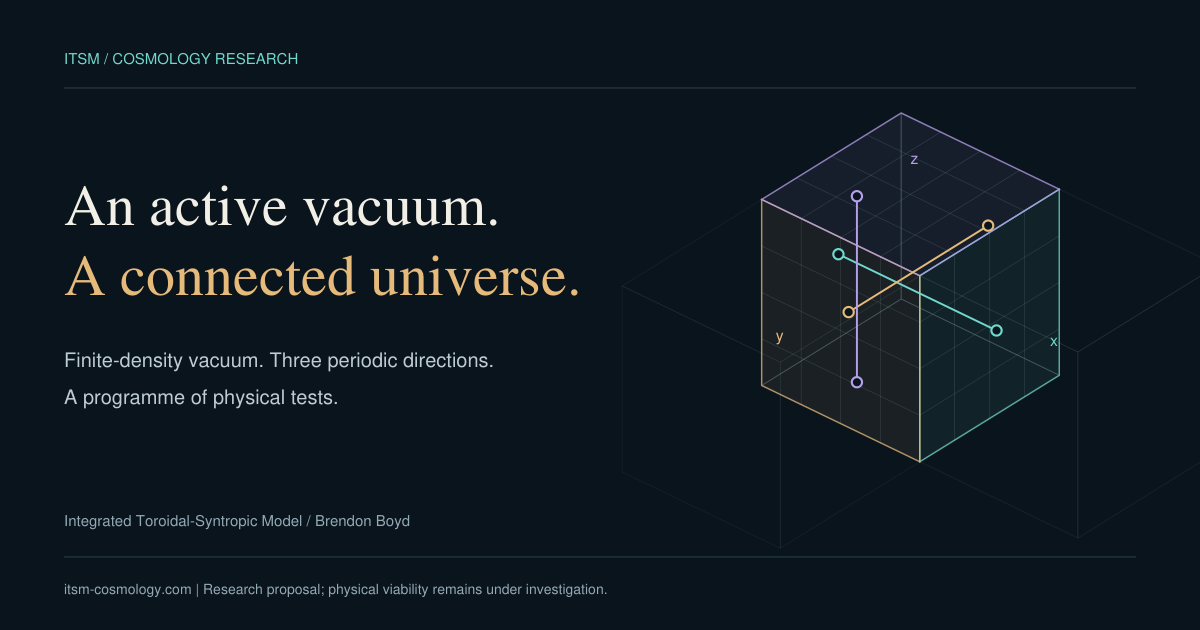 ITSM / COSMOLOGY RESEARCH
An active vacuum.
A connected universe.
Finite-density vacuum. Three periodic directions.
A programme of physical tests.
z
y
x
Integrated Toroidal-Syntropic Model / Brendon Boyd
itsm-cosmology.com | Research proposal; physical viability remains under investigation.